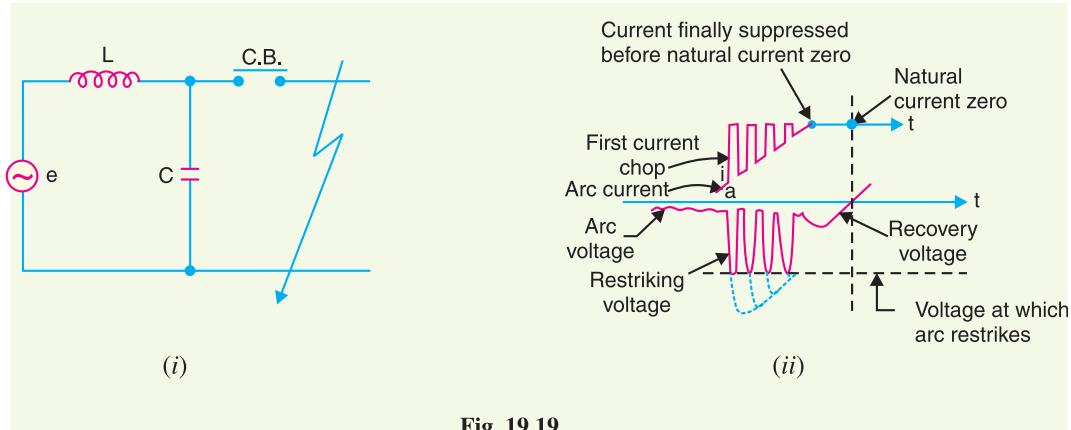 L
C.B.
e
C
(i)
Current finally suppressed
before natural current zero
Natural
current zero
t
First current
chop
i
Arc current
a
t
Arc
voltage
Recovery
voltage
Restriking
voltage
Voltage at which
arc restrikes
(ii)
Fig. 19.19